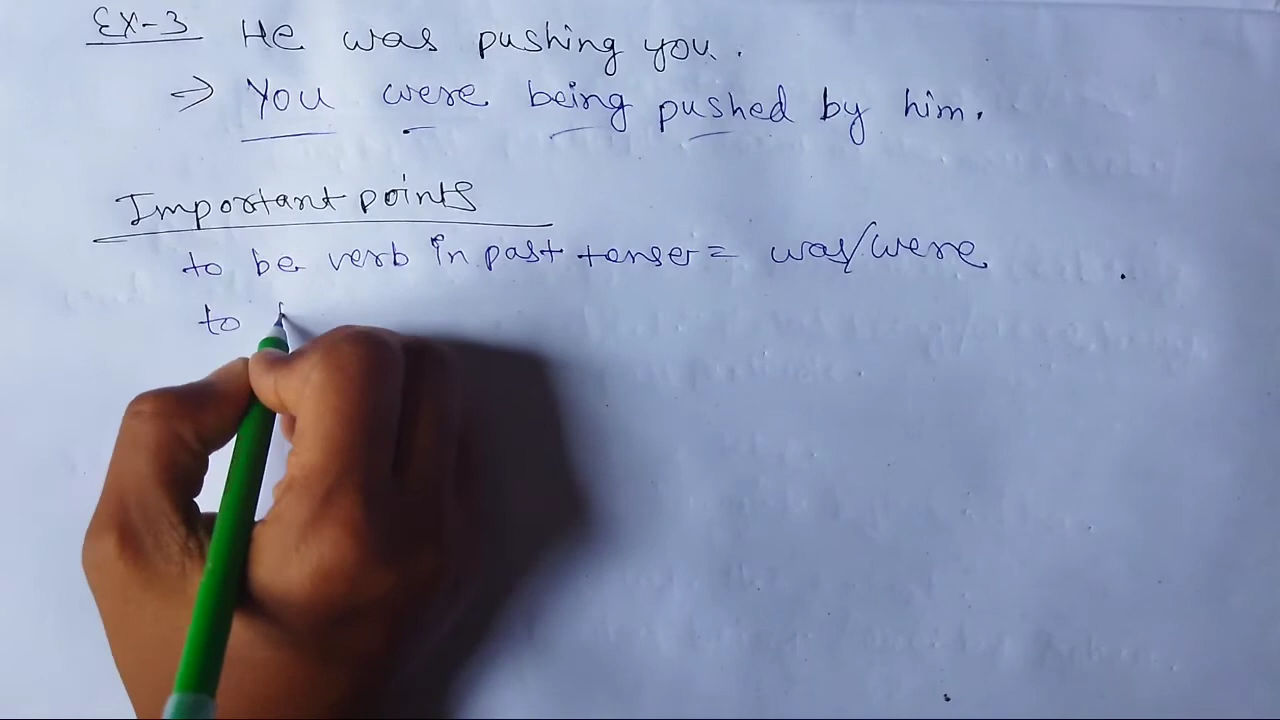 Ex-3 He was pushing you.
⇒ You were being pushed by him.
Important points
to be verb in past tense = was/were
to